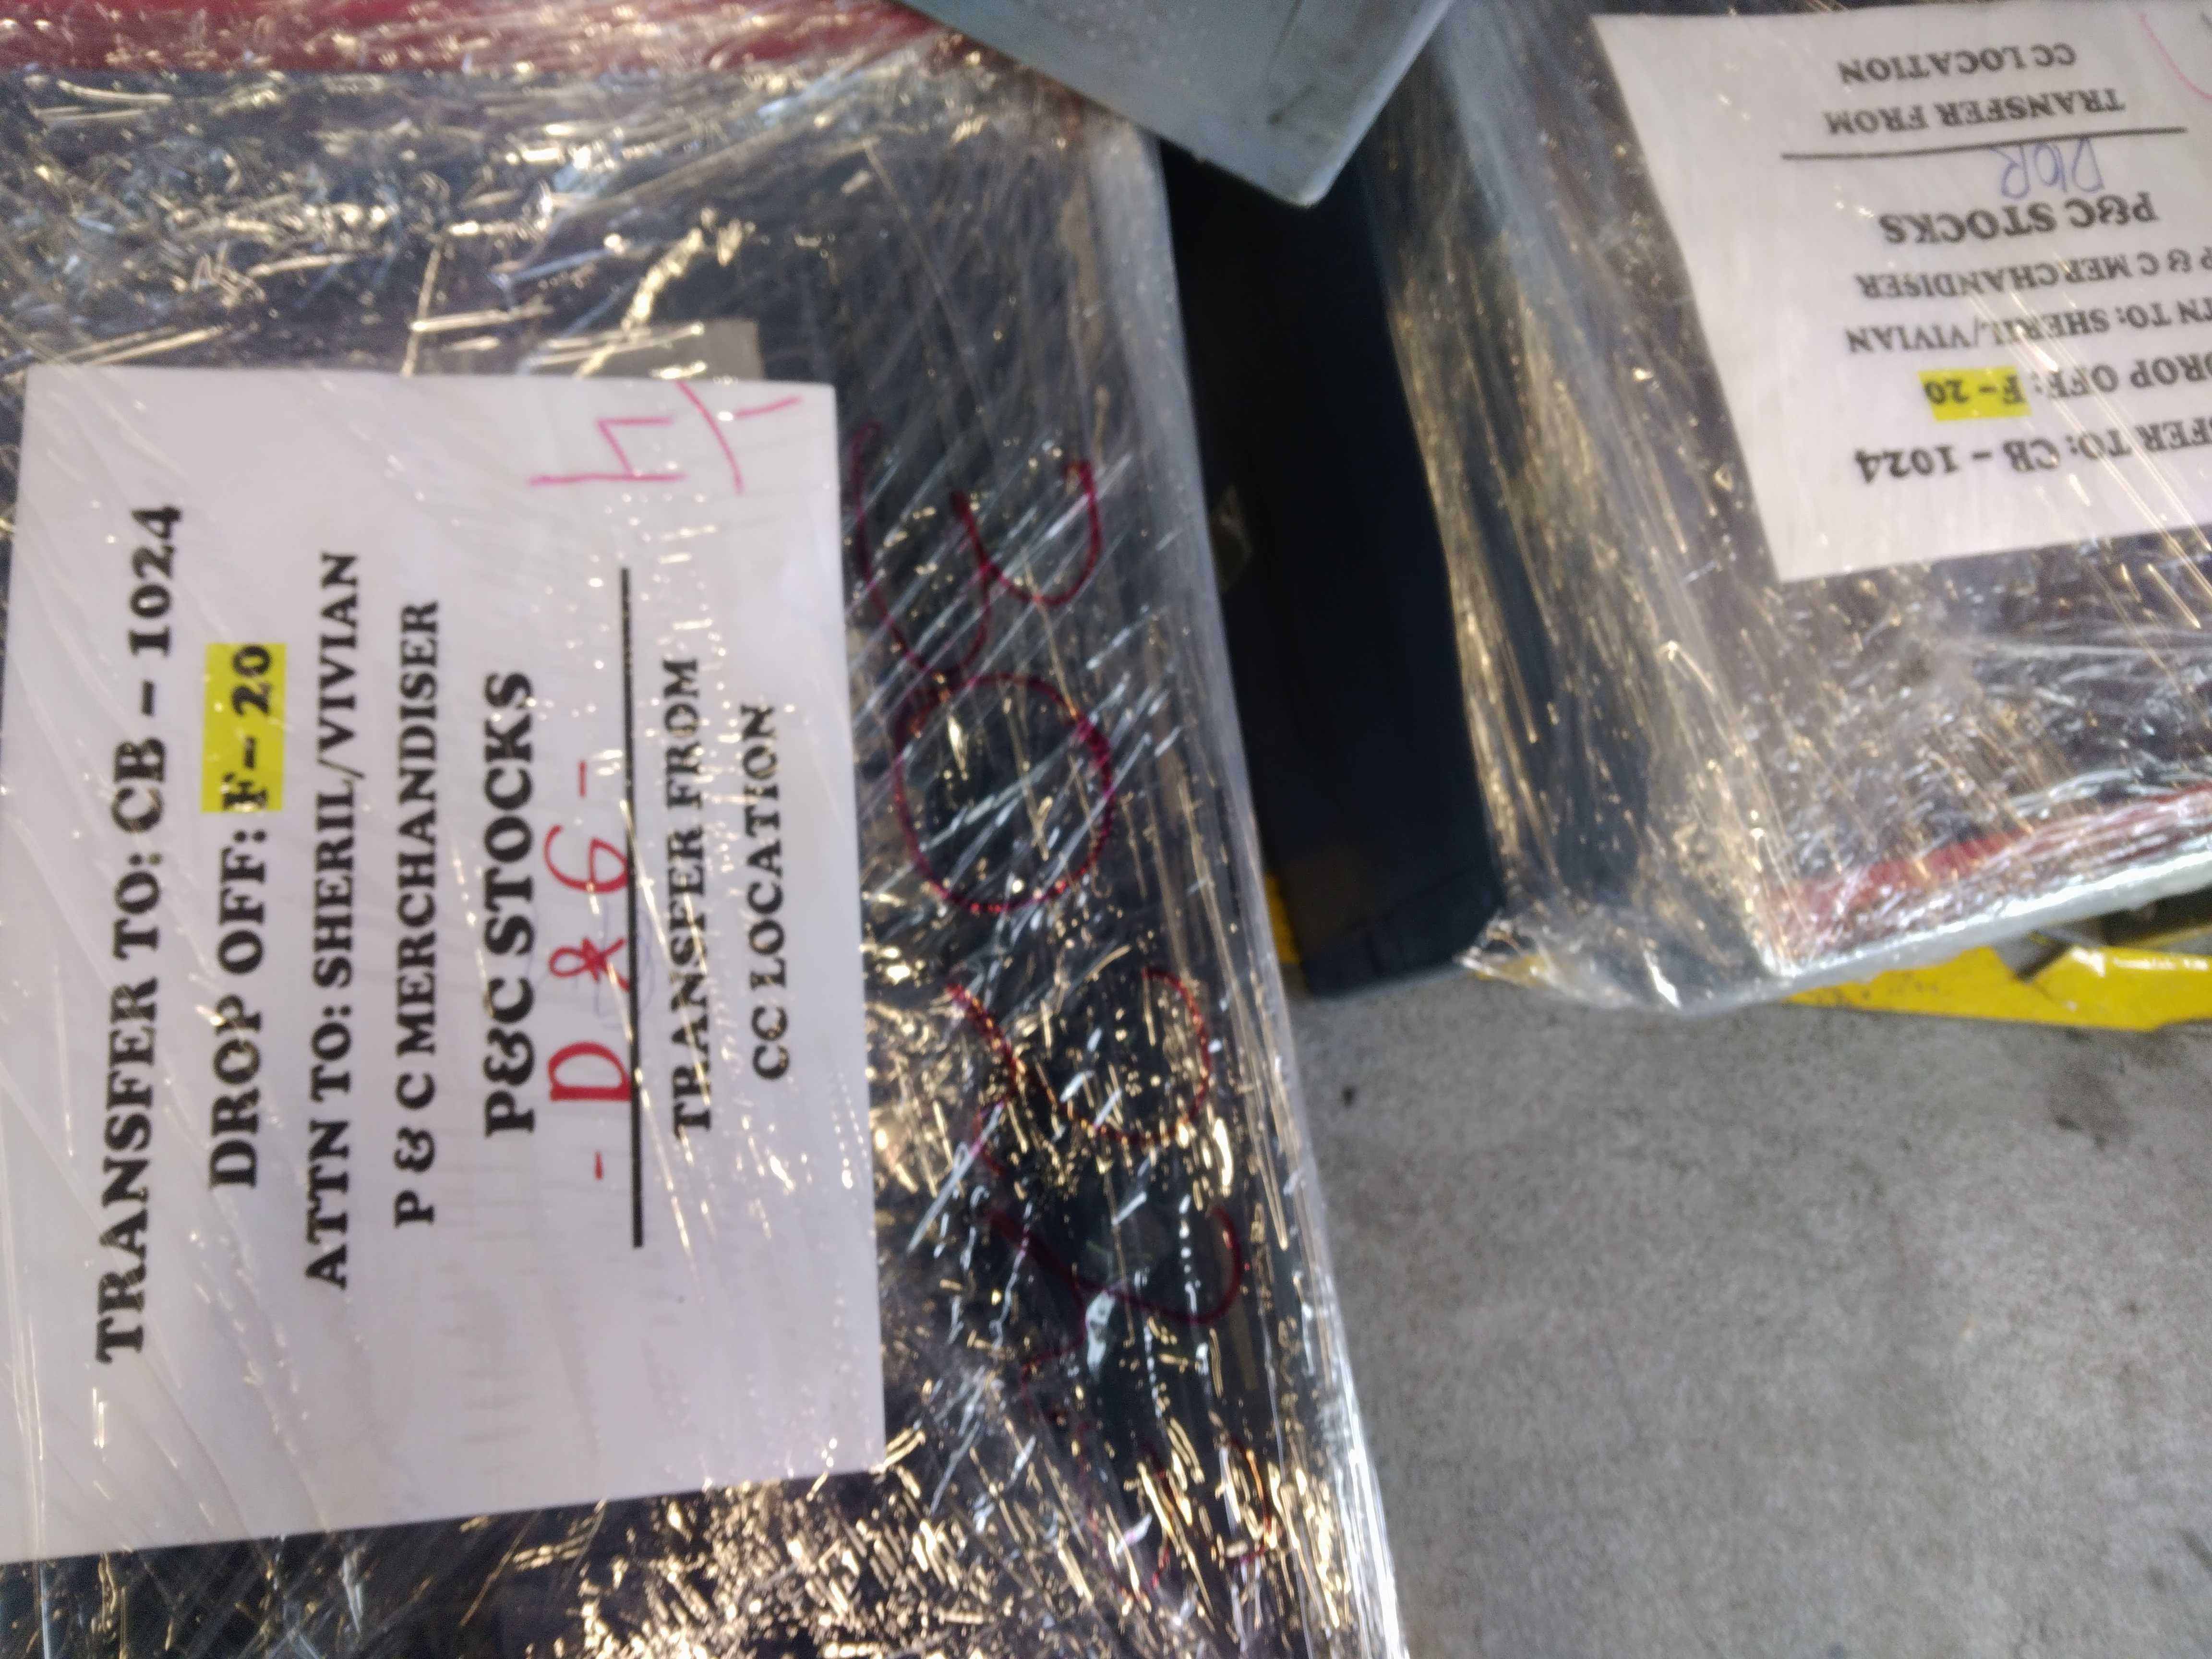 TRANSFER TO: CB - 1024
DROP OFF: F- 20
ATTN TO: SHERIL/VIVIAN
P & C MERCHANDISER
P&C STOCKS
- D & G -
TRANSFER FROM
CC LOCATION
FER TO: CB - 1024
DROP OFF: F- 20
TN TO: SHERIL/VIVIAN
P & C MERCHANDISER
P&C STOCKS
DIOR
TRANSFER FROM
CC LOCATION